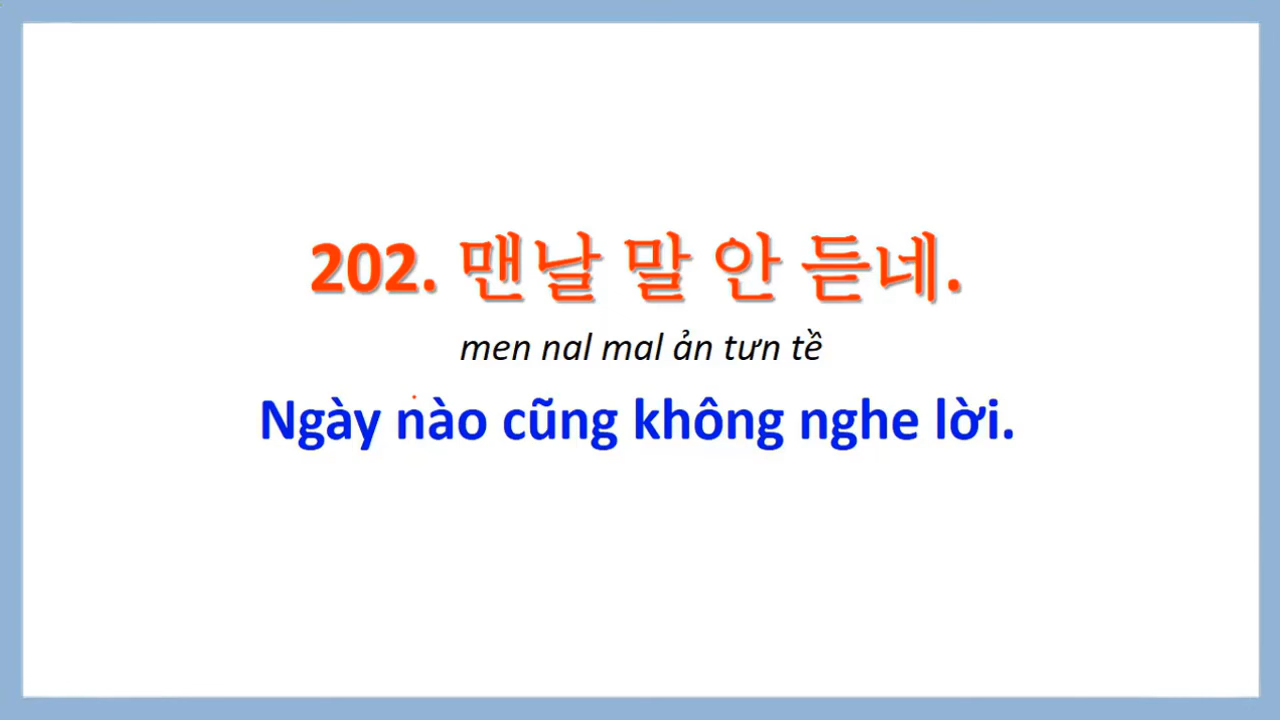 202. 맨날 말 안 듣네.
men nal mal ản tưn tề
Ngày nào cũng không nghe lời.